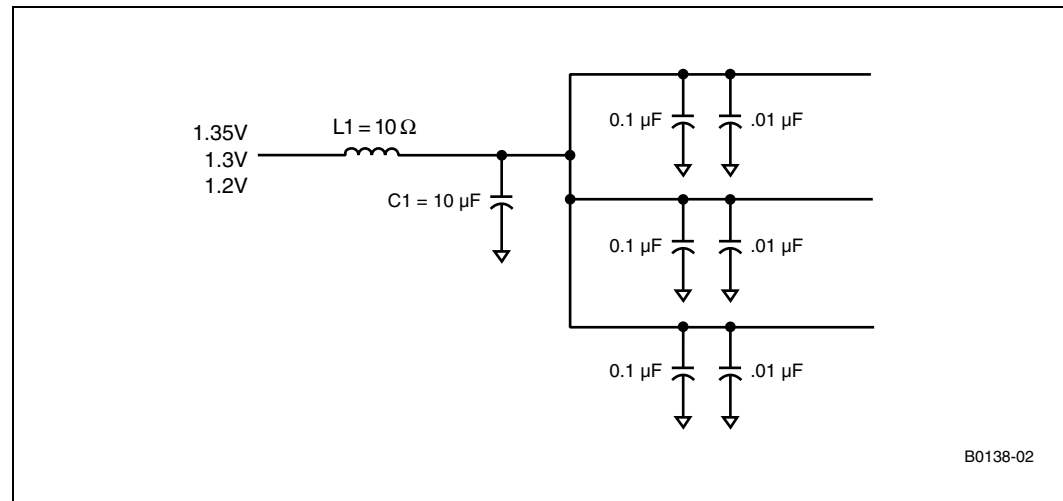 1.35V
1.3V
1.2V
L1 = 10 Ω
C1 = 10 µF
0.1 µF
.01 µF
0.1 µF
.01 µF
0.1 µF
.01 µF
B0138-02